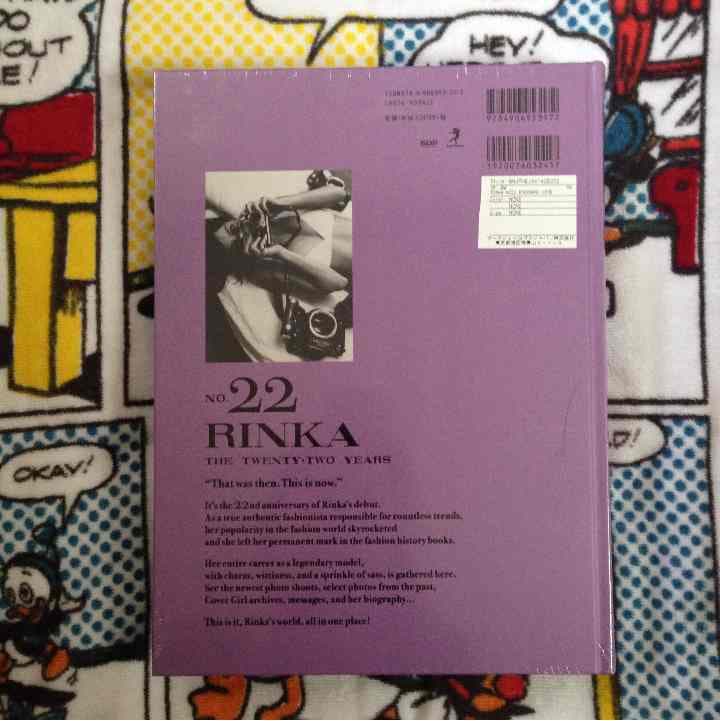 HEY!
OKAY!
9784904953372
SDP
NO.22
RINKA
THE TWENTY-TWO YEARS
“That was then. This is now.”
It's the 22nd anniversary of Rinka's debut.
As a true authentic fashionista responsible for countless trends,
her popularity in the fashion world skyrocketed
and she left her permanent mark in the fashion history books.
Her entire career as a legendary model,
with charm, wittiness, and a sprinkle of sass, is gathered here.
See the newest photo shoots, select photos from the past,
Cover Girl archives, messages, and her biography...
This is it, Rinka's world, all in one place!